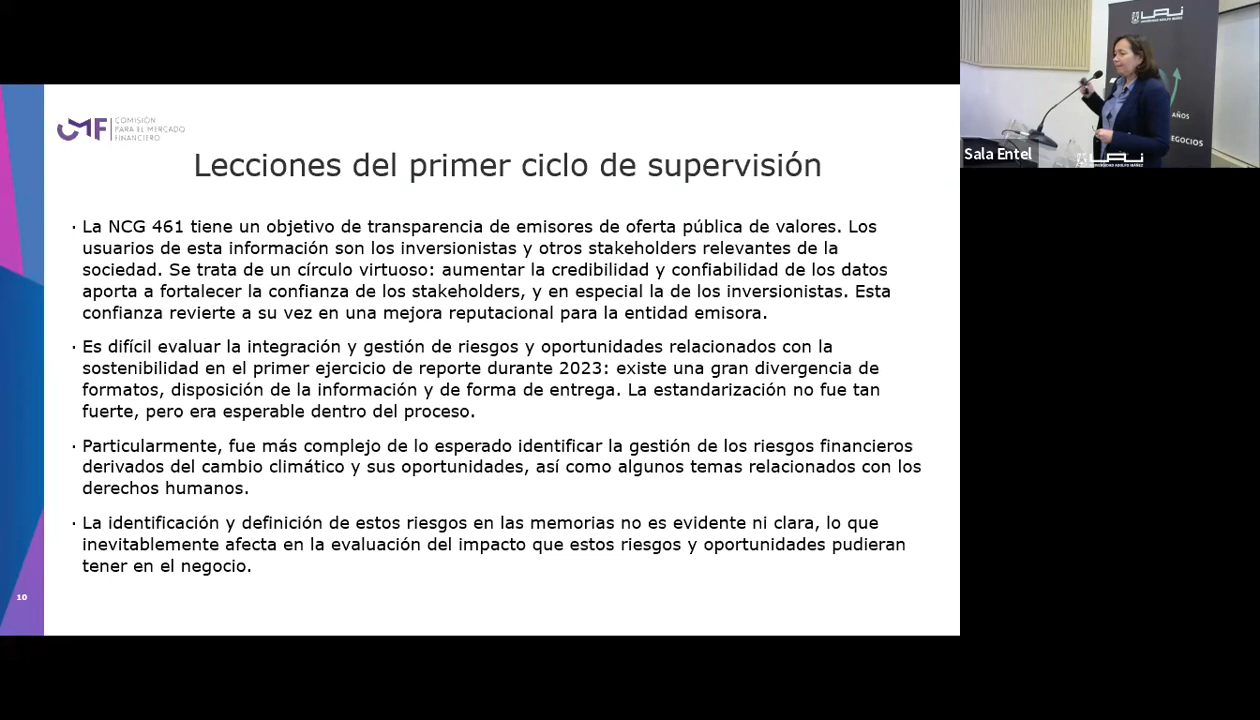 CMF
COMISIÓN
PARA EL MERCADO
FINANCIERO
Lecciones del primer ciclo de supervisión
· La NCG 461 tiene un objetivo de transparencia de emisores de oferta pública de valores. Los
usuarios de esta información son los inversionistas y otros stakeholders relevantes de la
sociedad. Se trata de un círculo virtuoso: aumentar la credibilidad y confiabilidad de los datos
aporta a fortalecer la confianza de los stakeholders, y en especial la de los inversionistas. Esta
confianza revierte a su vez en una mejora reputacional para la entidad emisora.
· Es difícil evaluar la integración y gestión de riesgos y oportunidades relacionados con la
sostenibilidad en el primer ejercicio de reporte durante 2023: existe una gran divergencia de
formatos, disposición de la información y de forma de entrega. La estandarización no fue tan
fuerte, pero era esperable dentro del proceso.
· Particularmente, fue más complejo de lo esperado identificar la gestión de los riesgos financieros
derivados del cambio climático y sus oportunidades, así como algunos temas relacionados con los
derechos humanos.
· La identificación y definición de estos riesgos en las memorias no es evidente ni clara, lo que
inevitablemente afecta en la evaluación del impacto que estos riesgos y oportunidades pudieran
tener en el negocio.
10
UAI
UNIVERSIDAD ADOLFO IBÁÑEZ
AÑOS
NEGOCIOS
Sala Entel
UAI
UNIVERSIDAD ADOLFO IBÁÑEZ